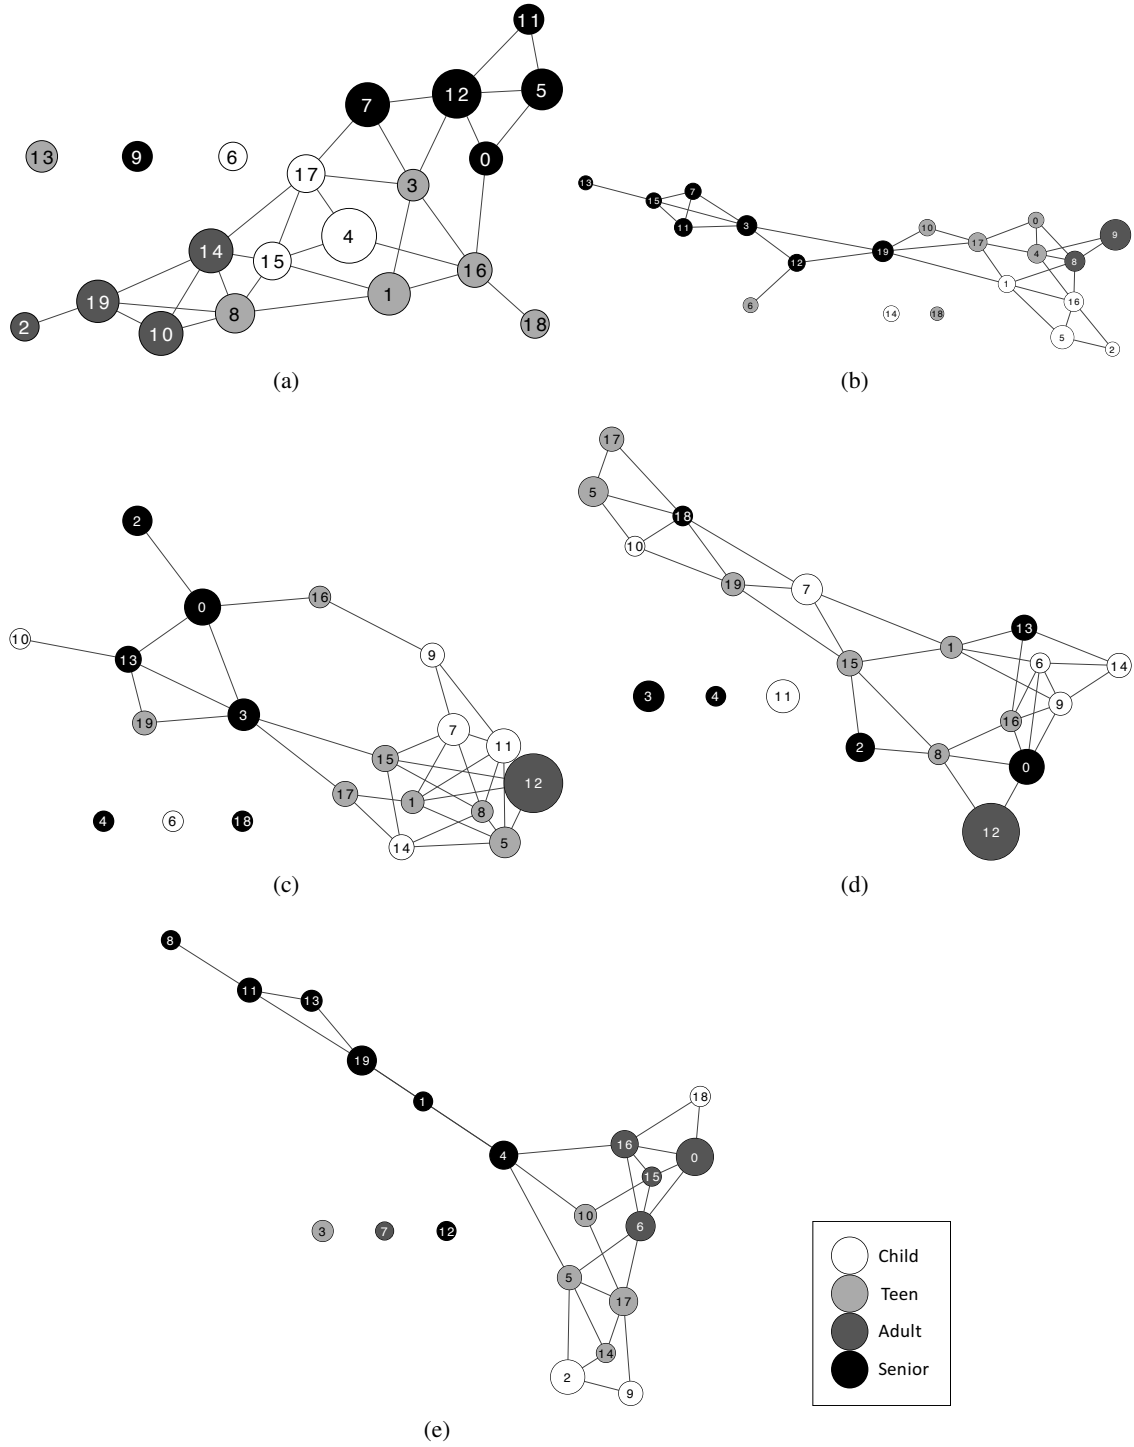 11
7 12 5
13 9 6 0
17 3
4
14 15 16
19 1
2 10 8 18
(a)
13 15 7
11 3
12 19 10 17 0 9
4 8
6 1 16
14 18 5 2
(b)
2
0 16
10 13 9
19 3 7 11
15 12
17 1 8
4 6 18 14 5
(c)
17
5
18
10
19 7
13
15 1 6 14
3 4 11 9
16
2 8 0
12
(d)
8
11 13
19
1 18
4 16 0
15
3 7 12 10 6
5
17
14
2 9
(e)
Child
Teen
Adult
Senior